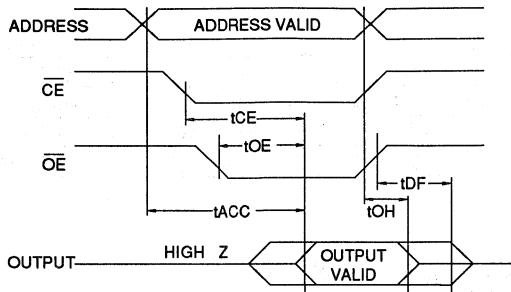 ADDRESS
ADDRESS VALID
CE
tCE
tOE
OE
tDF
tOH
tACC
HIGH Z
OUTPUT
OUTPUT
VALID